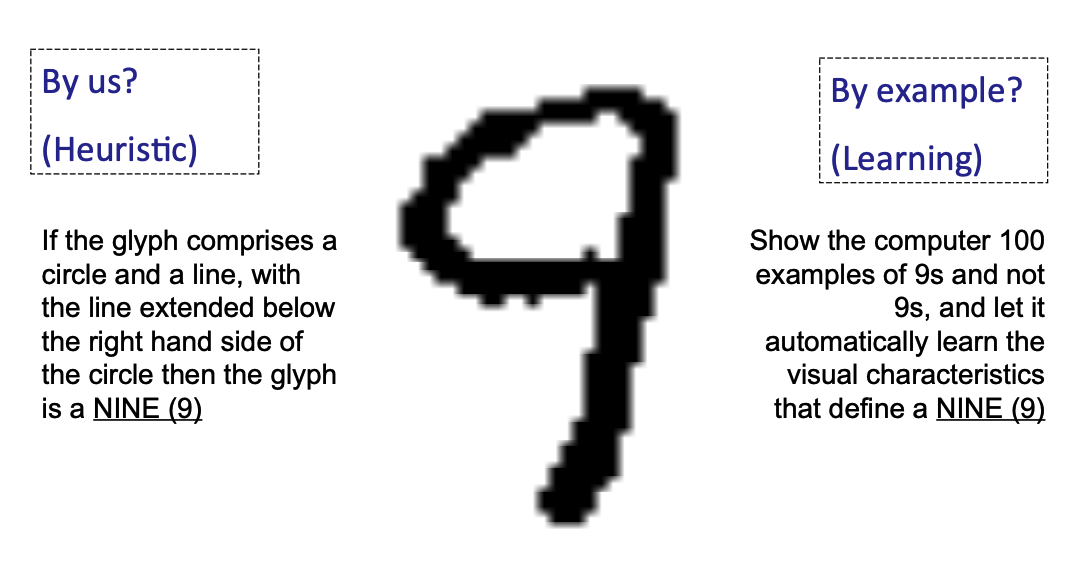 By us?
(Heuristic)
If the glyph comprises a
circle and a line, with
the line extended below
the right hand side of
the circle then the glyph
is a NINE (9)
9
By example?
(Learning)
Show the computer 100
examples of 9s and not
9s, and let it
automatically learn the
visual characteristics
that define a NINE (9)